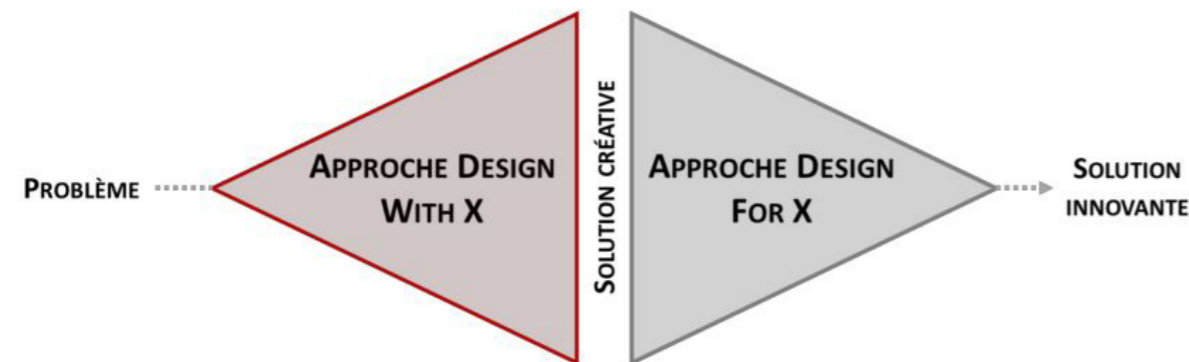 PROBLÈME
APPROCHE DESIGN
WITH X
SOLUTION CRÉATIVE
APPROCHE DESIGN
FOR X
SOLUTION
INNOVANTE